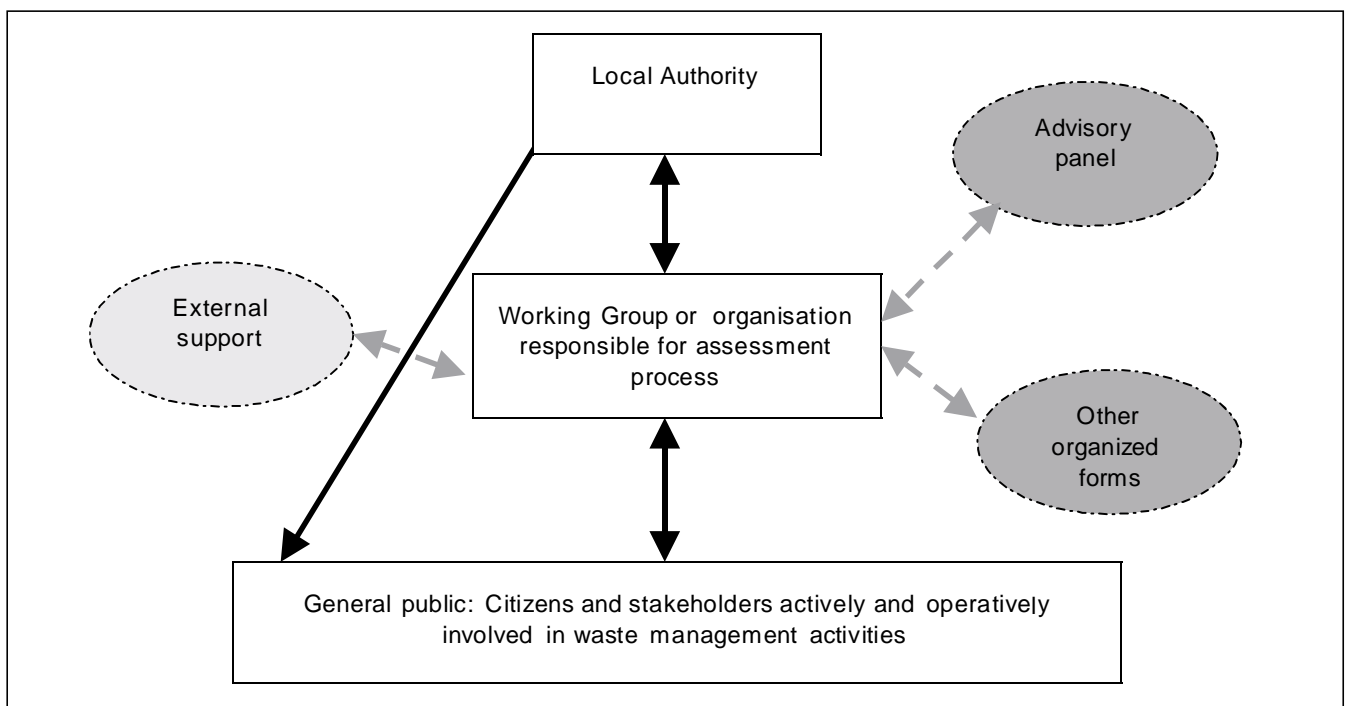 Local Authority
Advisory
panel
External
support
Working Group or organisation
responsible for assessment
process
Other
organized
forms
General public: Citizens and stakeholders actively and operatively
involved in waste management activities